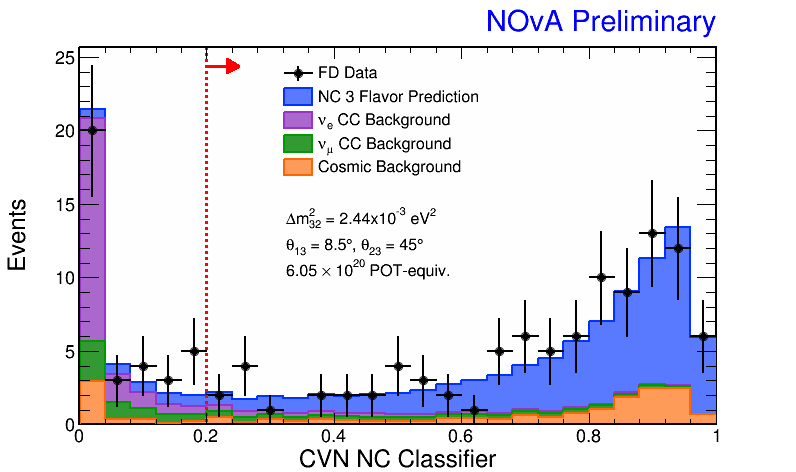 NOvA Preliminary
FD Data
NC 3 Flavor Prediction
νe CC Background
νμ CC Background
Cosmic Background
Δm²32 = 2.44x10⁻³ eV²
θ13 = 8.5°, θ23 = 45°
6.05 × 10²⁰ POT-equiv.
Events
25
20
15
10
5
0
0 0.2 0.4 0.6 0.8 1
CVN NC Classifier